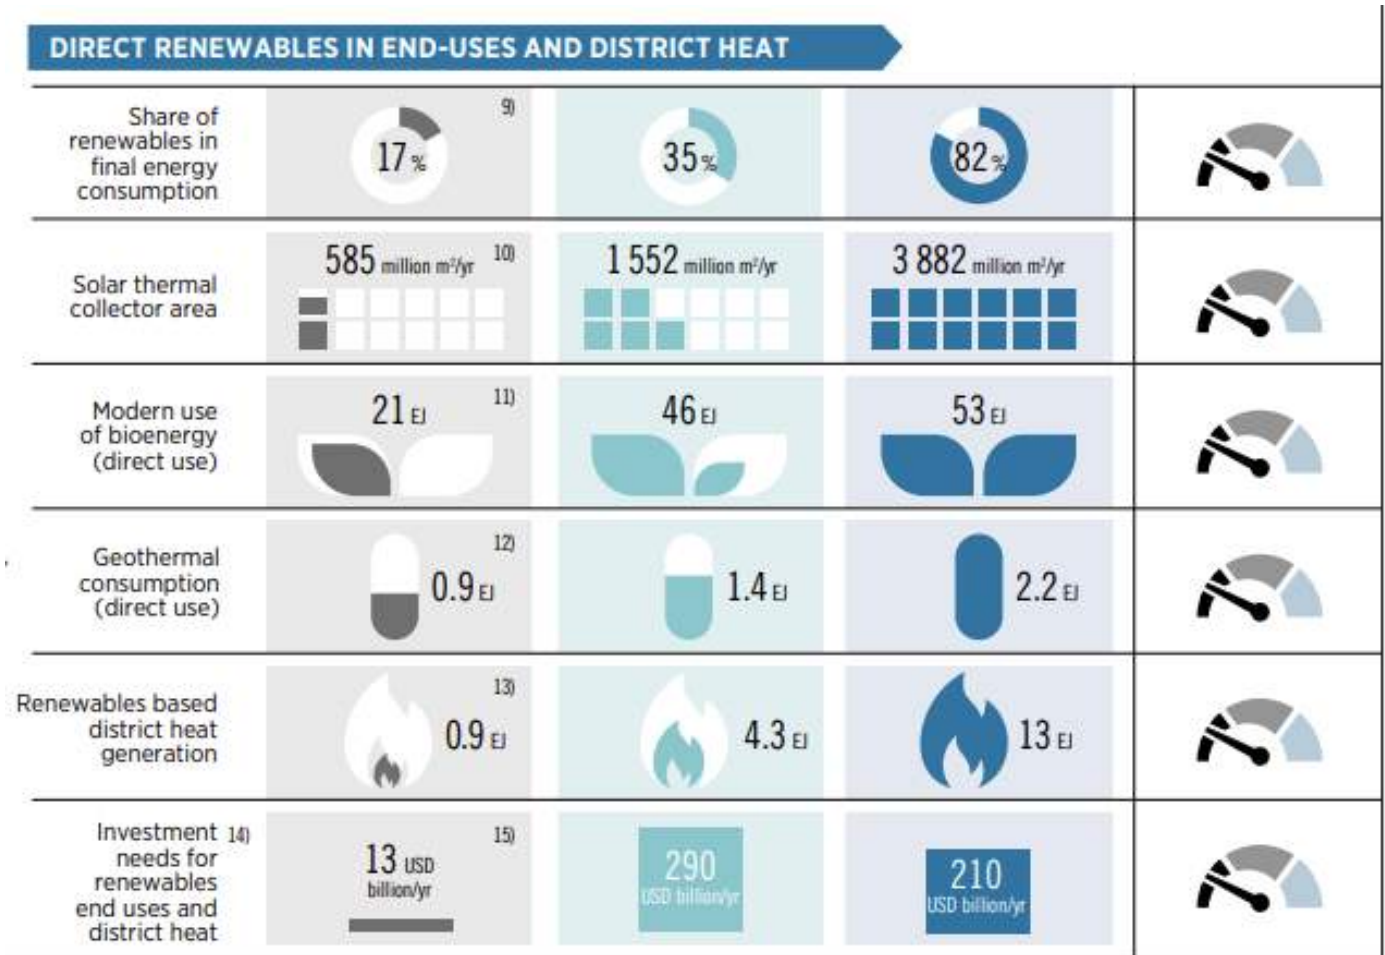 DIRECT RENEWABLES IN END-USES AND DISTRICT HEAT
Share of
renewables in
final energy
consumption
17 %
9)
35 %
82 %
Solar thermal
collector area
585 million m²/yr
10)
1 552 million m²/yr
3 882 million m²/yr
Modern use
of bioenergy
(direct use)
21 EJ
11)
46 EJ
53 EJ
Geothermal
consumption
(direct use)
0.9 EJ
12)
1.4 EJ
2.2 EJ
Renewables based
district heat
generation
0.9 EJ
13)
4.3 EJ
13 EJ
Investment 14)
needs for
renewables
end uses and
district heat
13 USD
billion/yr
15)
290
USD billion/yr
210
USD billion/yr